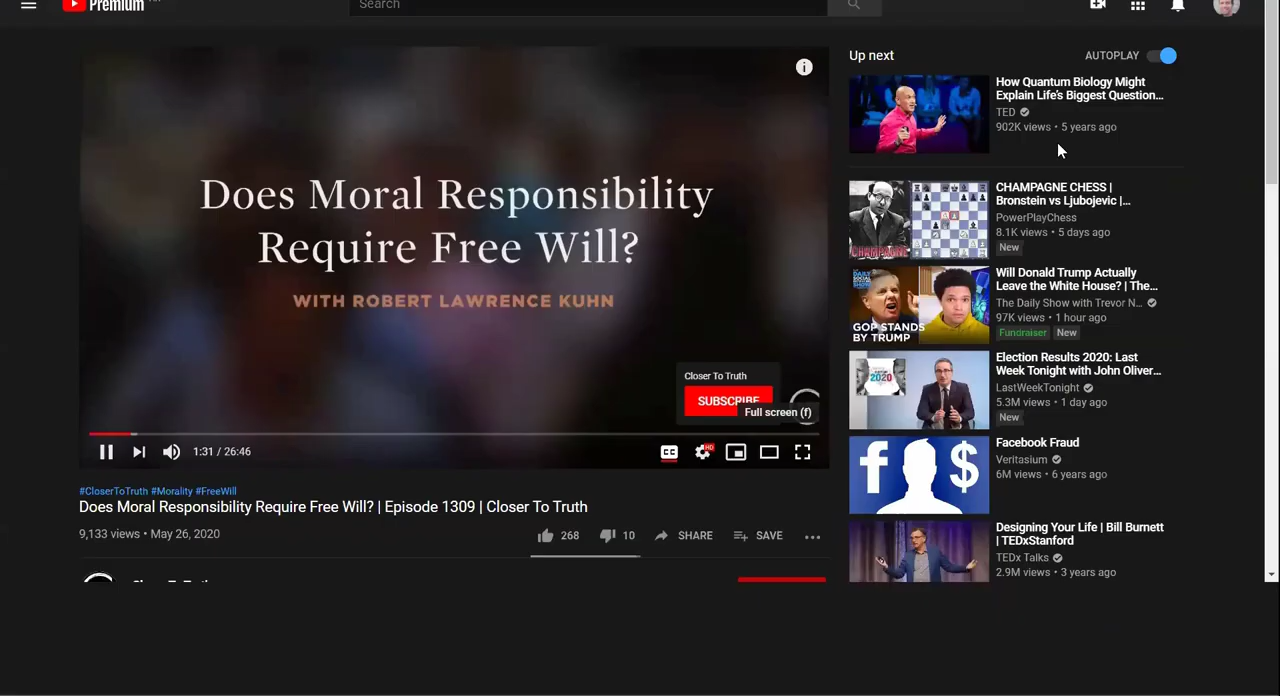 Premium
Search
Does Moral Responsibility
Require Free Will?
WITH ROBERT LAWRENCE KUHN
Closer To Truth
SUBSCRIBE
Full screen (f)
1:31 / 26:46
CC
HD
#CloserToTruth #Morality #FreeWill
Does Moral Responsibility Require Free Will? | Episode 1309 | Closer To Truth
9,133 views • May 26, 2020
268
10
SHARE
SAVE
Up next
AUTOPLAY
How Quantum Biology Might
Explain Life's Biggest Question...
TED
902K views • 5 years ago
CHAMPAGNE
CHAMPAGNE CHESS |
Bronstein vs Ljubojevic |...
PowerPlayChess
8.1K views • 5 days ago
New
GOP STANDS
BY TRUMP
Will Donald Trump Actually
Leave the White House? | The...
The Daily Show with Trevor N...
97K views • 1 hour ago
Fundraiser
New
2020
Election Results 2020: Last
Week Tonight with John Oliver...
LastWeekTonight
5.3M views • 1 day ago
New
f $
Facebook Fraud
Veritasium
6M views • 6 years ago
Designing Your Life | Bill Burnett
| TEDxStanford
TEDx Talks
2.9M views • 3 years ago